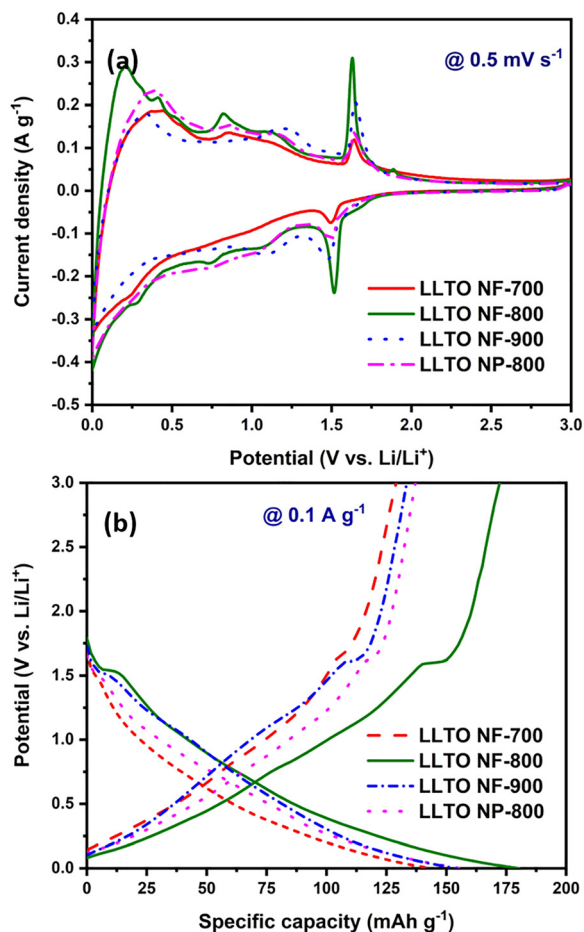 (a)
@ 0.5 mV s⁻¹
0.5
0.4
0.3
0.2
0.1
0.0
-0.1
-0.2
-0.3
-0.4
-0.5
Current density (A g⁻¹)
LLTO NF-700
LLTO NF-800
LLTO NF-900
LLTO NP-800
0.0 0.5 1.0 1.5 2.0 2.5 3.0
Potential (V vs. Li/Li⁺)
(b)
@ 0.1 A g⁻¹
3.0
2.5
2.0
1.5
1.0
0.5
0.0
Potential (V vs. Li/Li⁺)
LLTO NF-700
LLTO NF-800
LLTO NF-900
LLTO NP-800
0 25 50 75 100 125 150 175 200
Specific capacity (mAh g⁻¹)